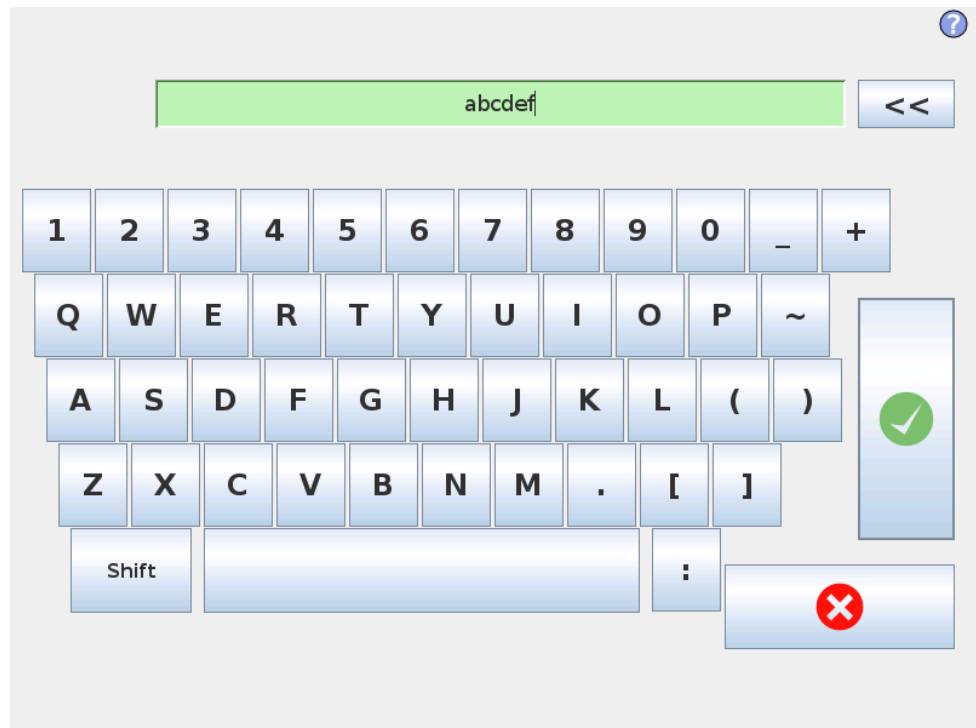 ?
abcdef
<<
1 2 3 4 5 6 7 8 9 0 _ +
Q W E R T Y U I O P ~
A S D F G H J K L ( )
Z X C V B N M . [ ]
Shift :